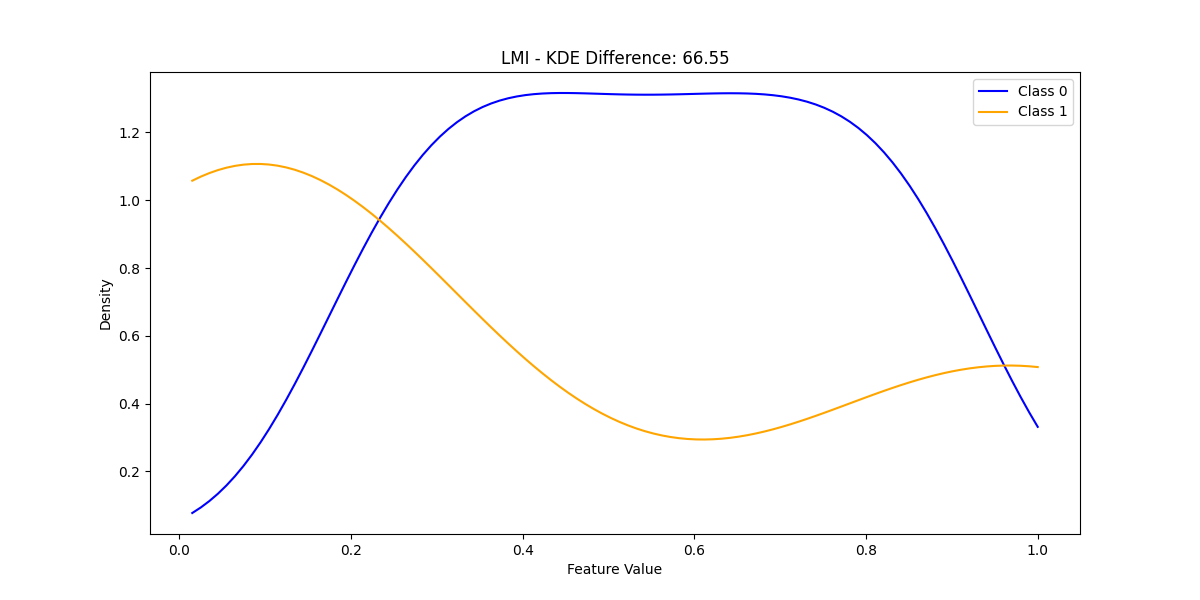 LMI - KDE Difference: 66.55
Class 0
Class 1
Density
1.2
1.0
0.8
0.6
0.4
0.2
0.0 0.2 0.4 0.6 0.8 1.0
Feature Value